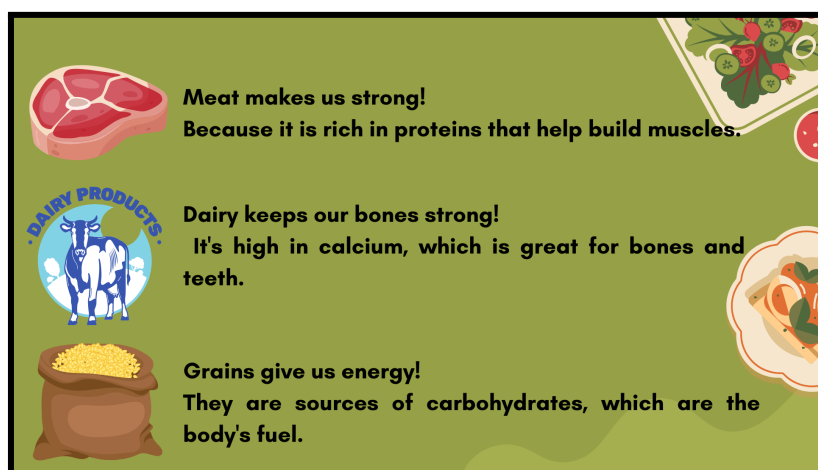 Meat makes us strong!
Because it is rich in proteins that help build muscles.
DAIRY PRODUCTS
Dairy keeps our bones strong!
It's high in calcium, which is great for bones and
teeth.
Grains give us energy!
They are sources of carbohydrates, which are the
body's fuel.